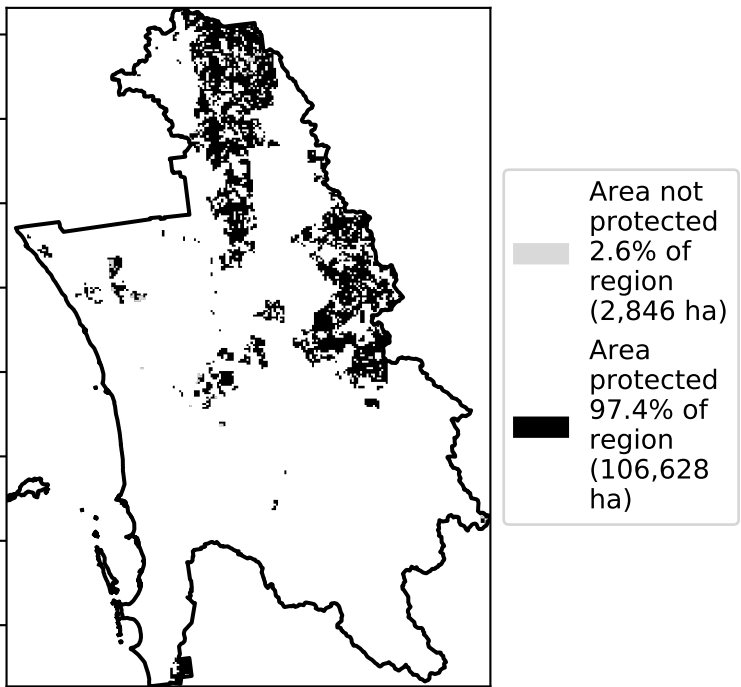 Area not
protected
2.6% of
region
(2,846 ha)
Area
protected
97.4% of
region
(106,628
ha)